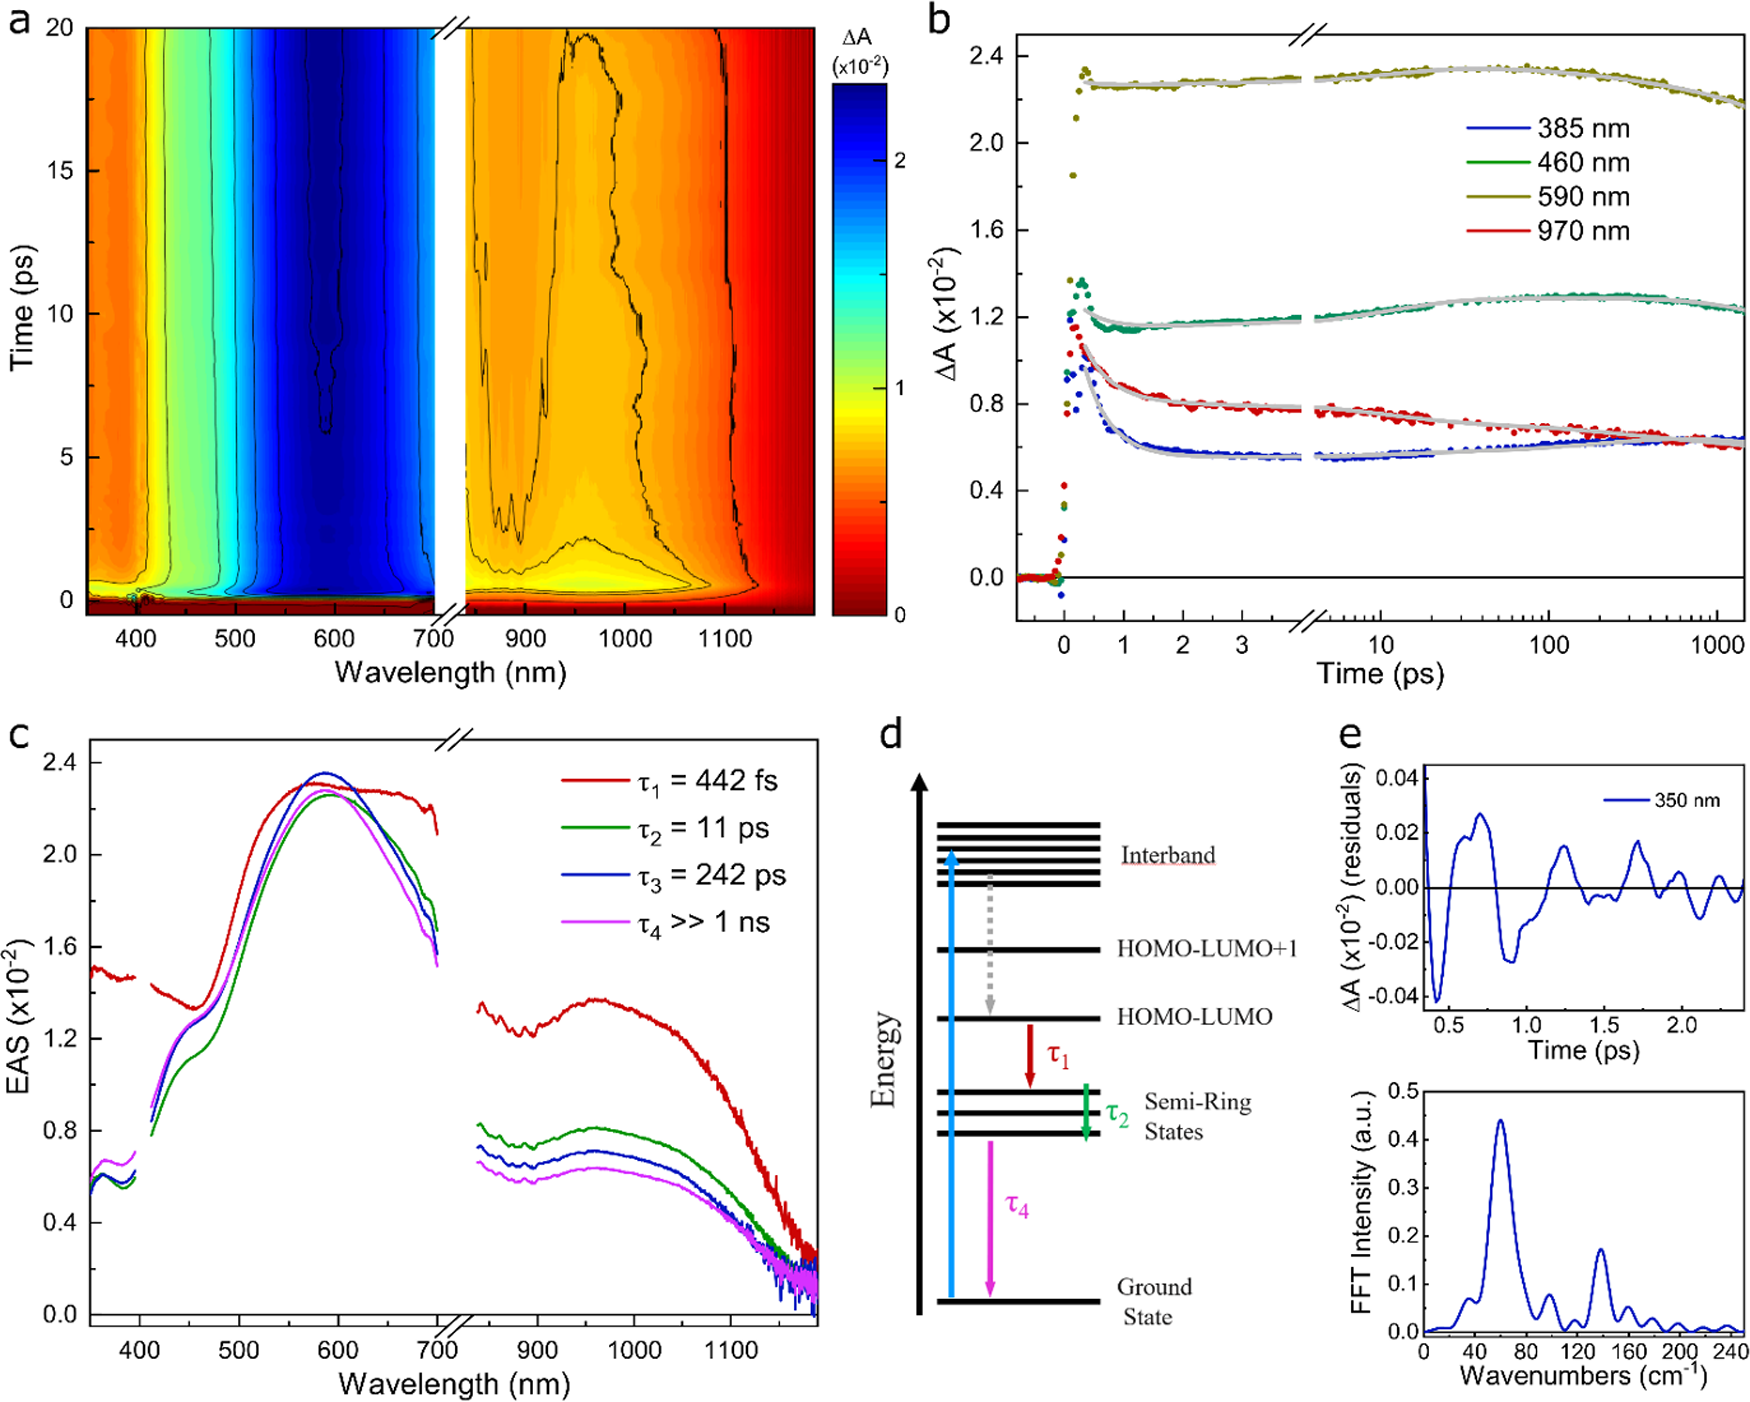 a
20
15
10
5
0
Time (ps)
400
500
600
700
900
1000
1100
Wavelength (nm)
ΔA
(x10⁻²)
2
1
0
b
2.4
2.0
1.6
1.2
0.8
0.4
0.0
ΔA (x10⁻²)
385 nm
460 nm
590 nm
970 nm
0
1
2
3
10
100
1000
Time (ps)
c
2.4
2.0
1.6
1.2
0.8
0.4
0.0
EAS (x10⁻²)
τ₁ = 442 fs
τ₂ = 11 ps
τ₃ = 242 ps
τ₄ >> 1 ns
400
500
600
700
900
1000
1100
Wavelength (nm)
d
Energy
Interband
HOMO-LUMO+1
HOMO-LUMO
τ₁
τ₂
Semi-Ring
States
τ₄
Ground
State
e
0.04
0.02
0.00
-0.02
-0.04
ΔA (x10⁻²) (residuals)
350 nm
0.5
1.0
1.5
2.0
Time (ps)
0.5
0.4
0.3
0.2
0.1
0.0
FFT Intensity (a.u.)
0
40
80
120
160
200
240
Wavenumbers (cm⁻¹)